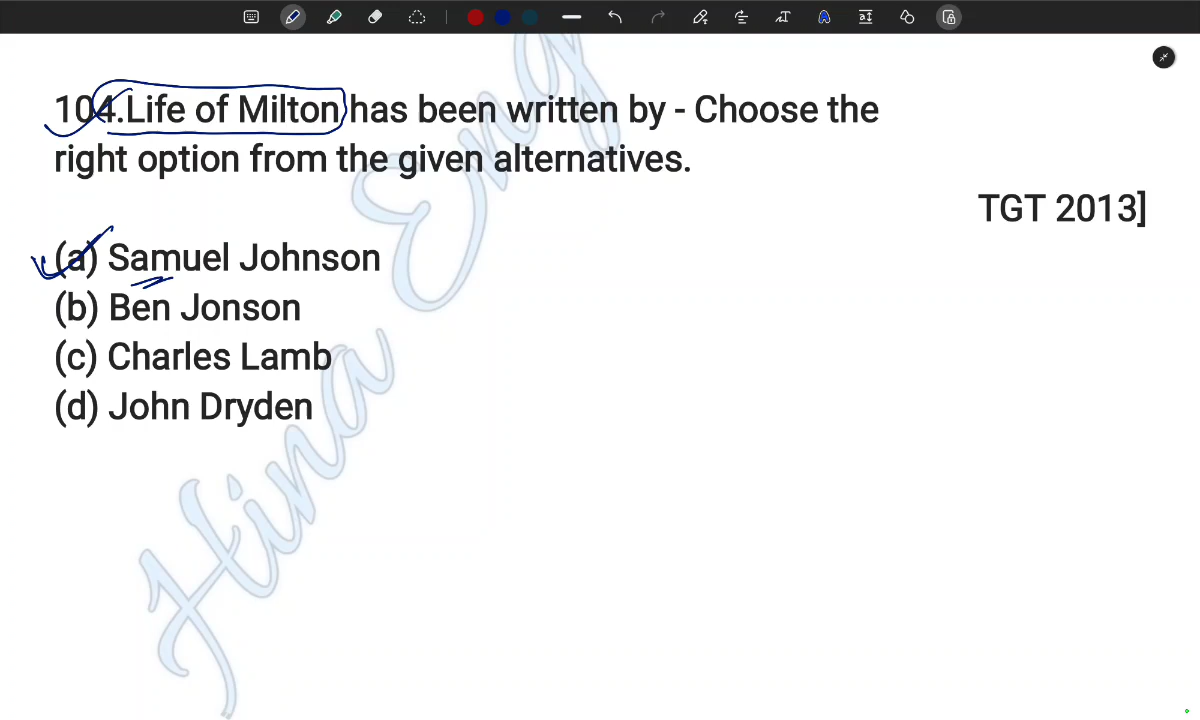 104.Life of Milton has been written by - Choose the
right option from the given alternatives.
TGT 2013]
(a) Samuel Johnson
(b) Ben Jonson
(c) Charles Lamb
(d) John Dryden
Hina Eng